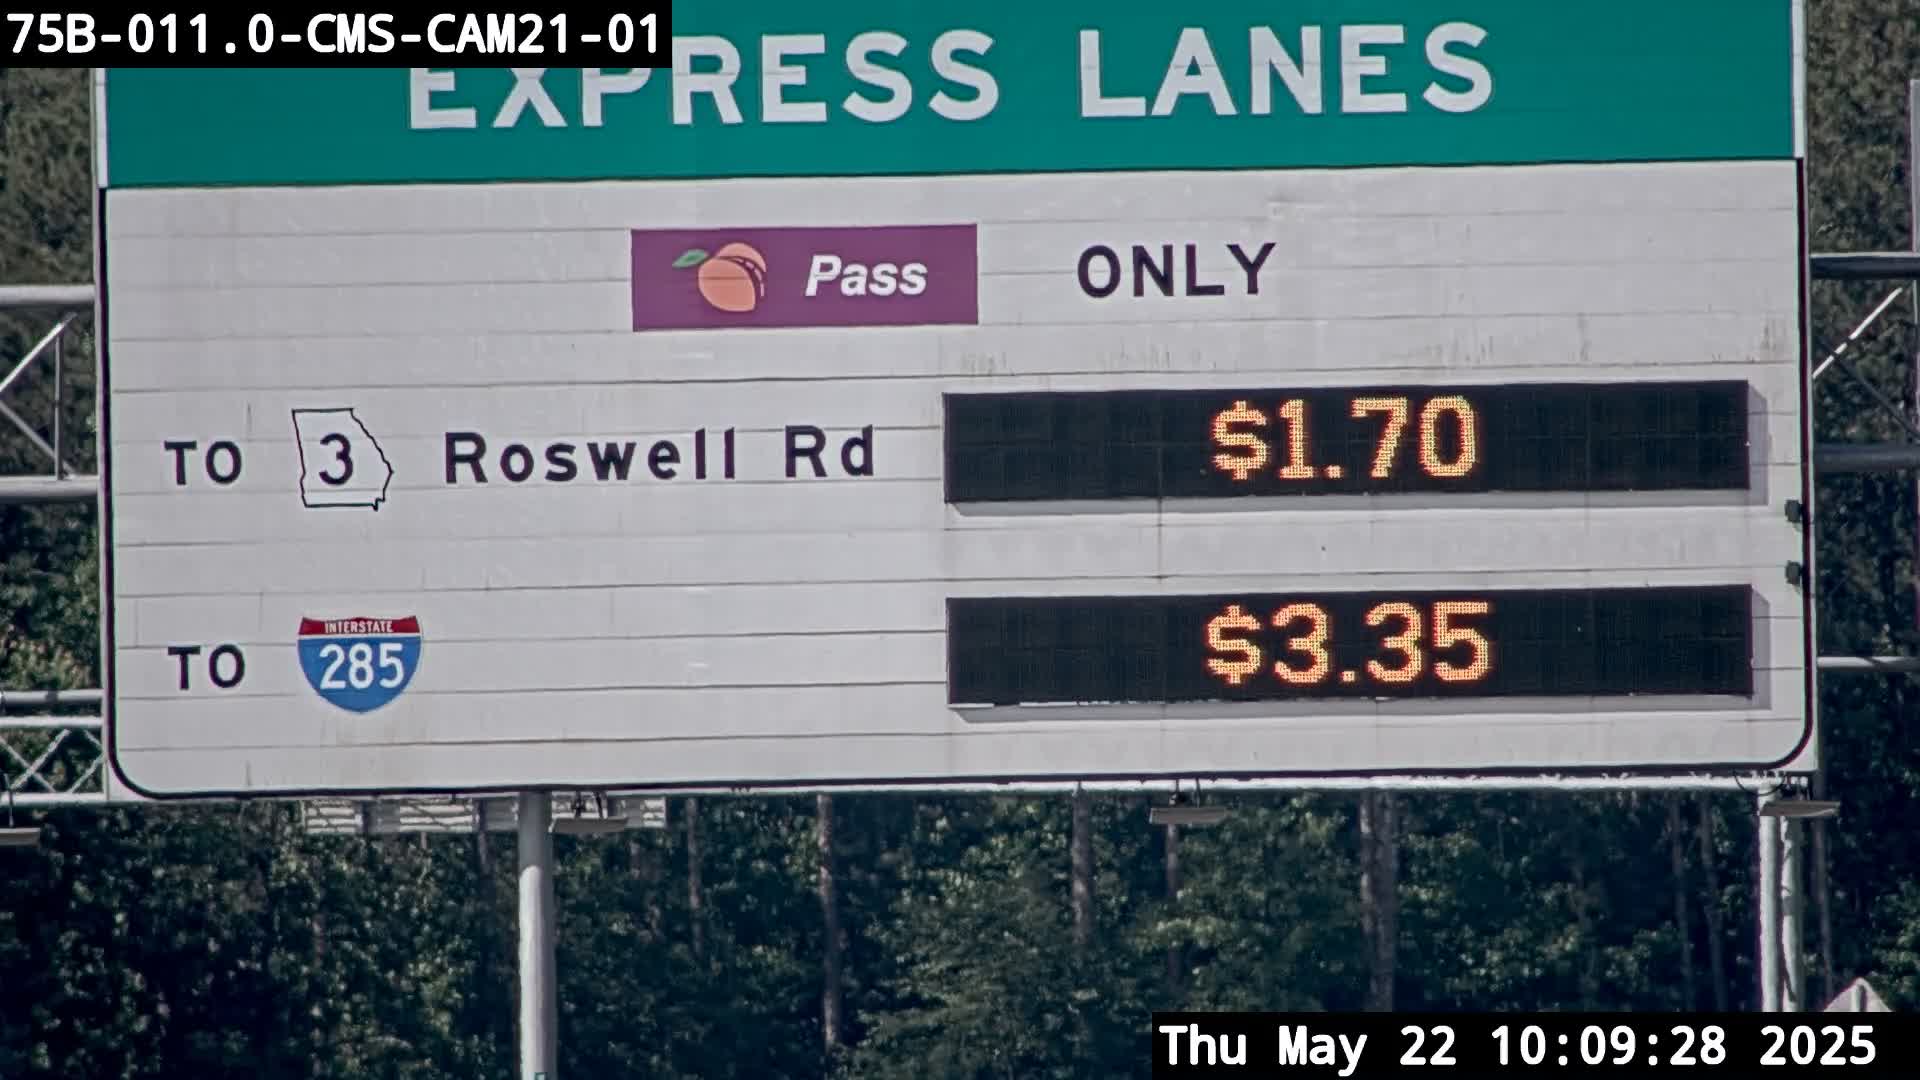 75B-011.0-CMS-CAM21-01
EXPRESS LANES
Pass ONLY
TO 3 Roswell Rd $1.70
TO INTERSTATE 285 $3.35
Thu May 22 10:09:28 2025